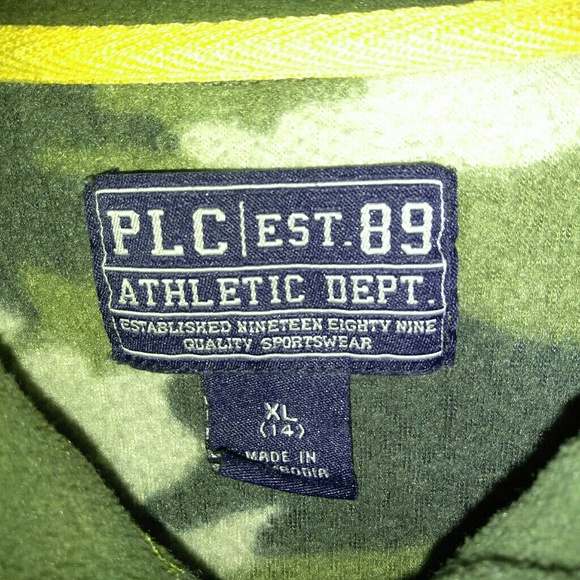 PLC EST. 89
ATHLETIC DEPT.
ESTABLISHED NINETEEN EIGHTY NINE
QUALITY SPORTSWEAR
XL
(14)
MADE IN